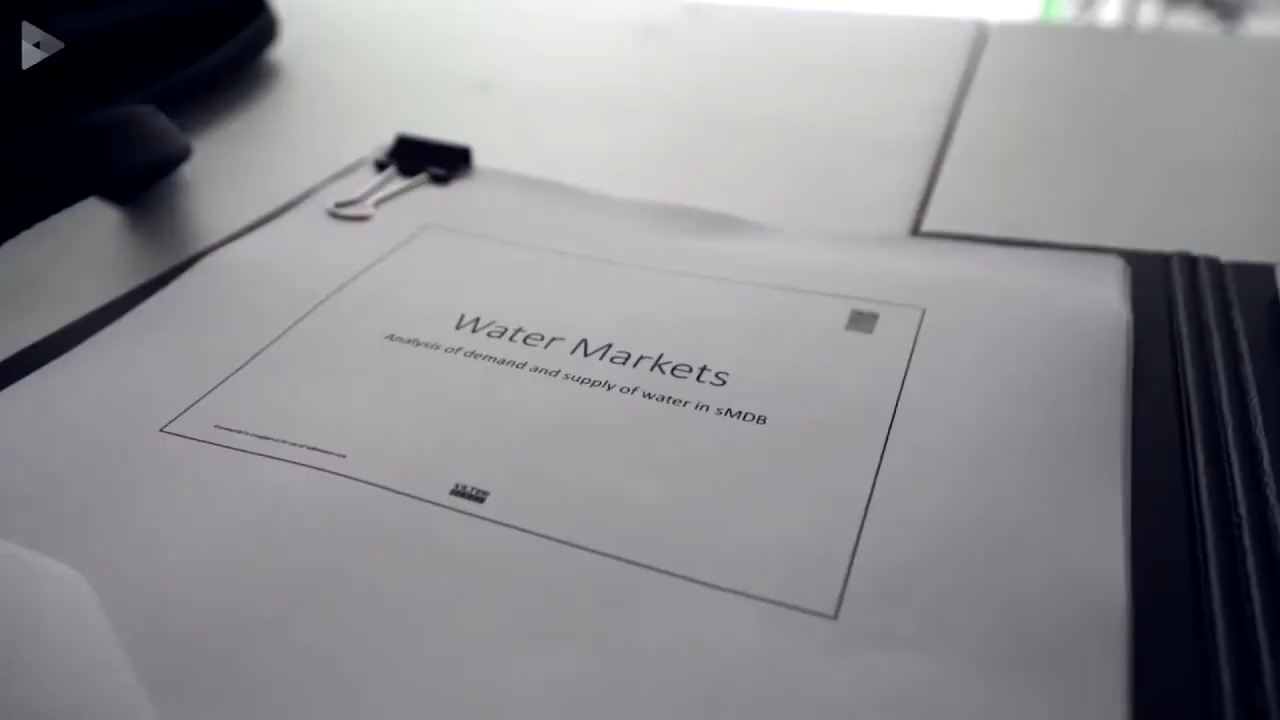 Water Markets
Analysis of demand and supply of water in sMDB